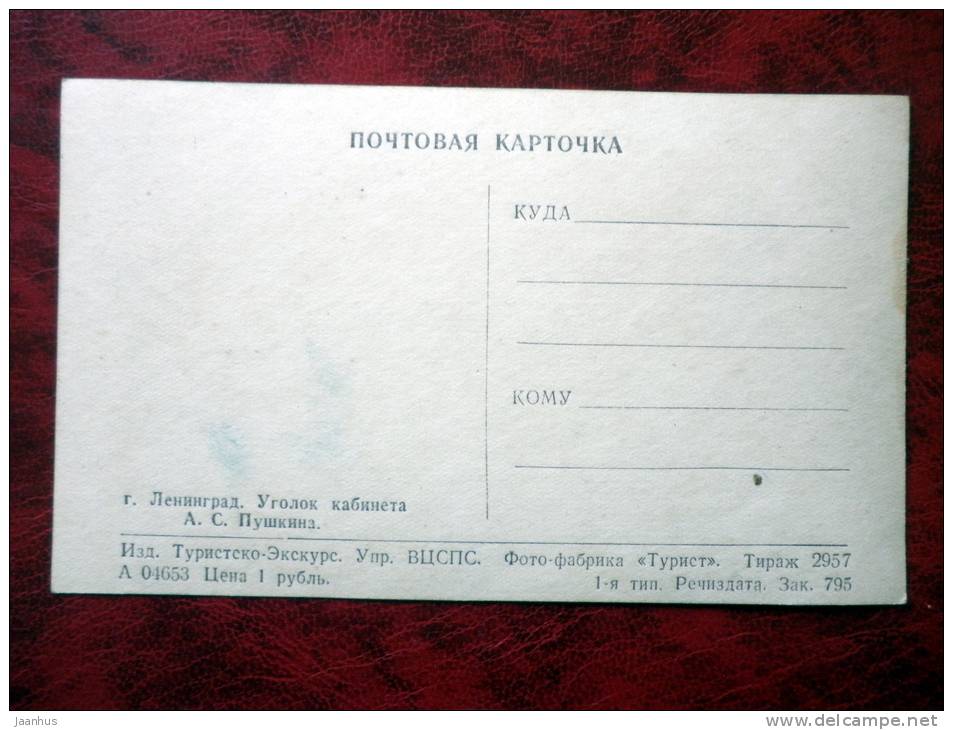 ПОЧТОВАЯ КАРТОЧКА
КУДА
КОМУ
г. Ленинград. Уголок кабинета
А. С. Пушкина.
Изд. Туристско-Экскурс. Упр. ВЦСПС. Фото-фабрика «Турист». Тираж 2957
А 04653 Цена 1 рубль. 1-я тип. Речиздата. Зак. 795
jaanhus
www.delcampe.net